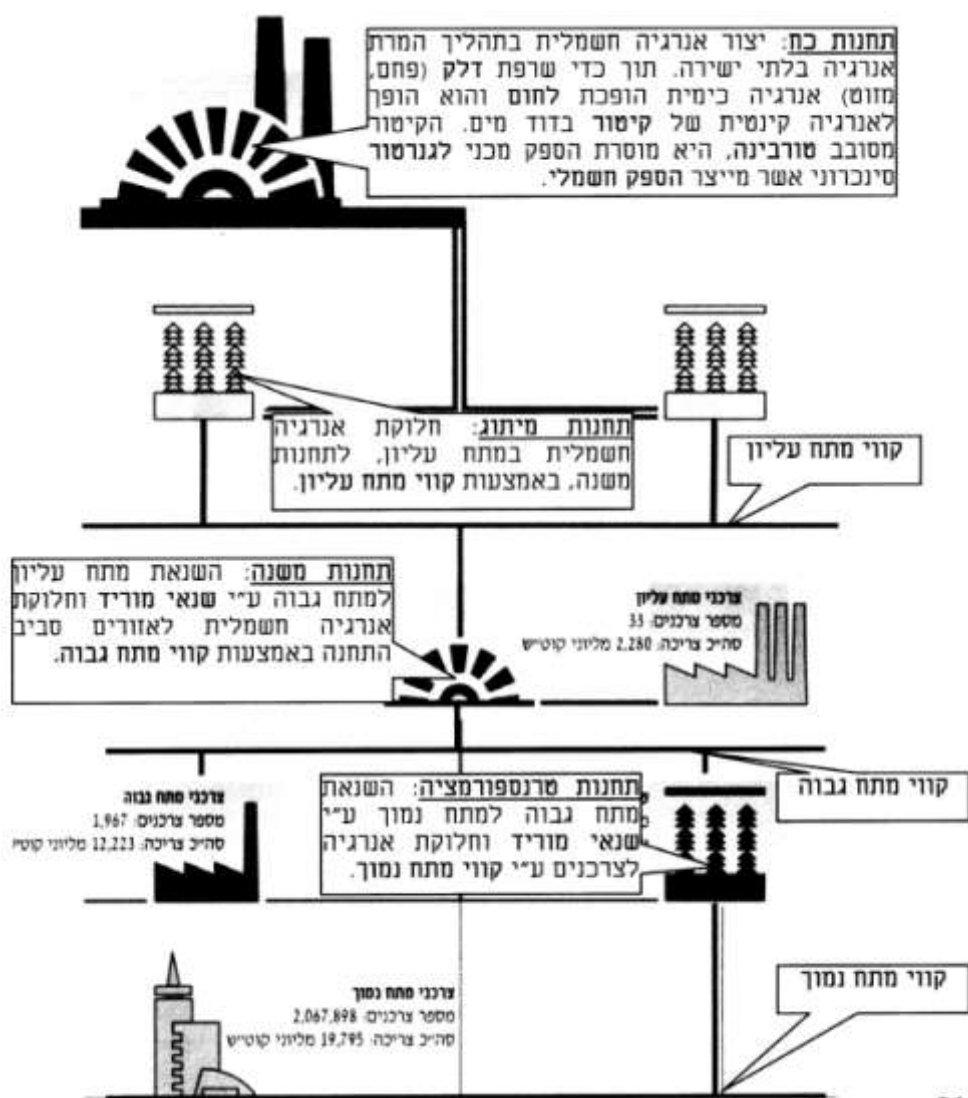 תחנות כח: יצור אנרגיה חשמלית בתהליך המרת
אנרגיה בלתי ישירה. תוך כדי שרפת דלק (פחם,
מזוט) אנרגיה כימית הופכת לחום והוא הופך
לאנרגיה קינטית של קיטור בדוד מים. הקיטור
מסובב טורבינה, היא מוסרת הספק מכני לגנרטור
סינכרוני אשר מייצר הספק חשמלי.
תחנות מיתוג: חלוקת אנרגיה
חשמלית במתח עליון, לתחנות
משנה, באמצעות קווי מתח עליון.
קווי מתח עליון
תחנות משנה: השנאת מתח עליון
למתח גבוה ע״י שנאי מוריד וחלוקת
אנרגיה חשמלית לאזורים סביב
התחנה באמצעות קווי מתח גבוה.
צרכני מתח עליון
מספר צרכנים: 33
סה״כ צריכה: 2,280 מליוני קוט״ש
קווי מתח גבוה
תחנות טרנספורמציה: השנאת
מתח גבוה למתח נמוך ע״י
שנאי מוריד וחלוקת אנרגיה
לצרכנים ע״י קווי מתח נמוך.
צרכני מתח גבוה
מספר צרכנים: 1,967
סה״כ צריכה: 12,223 מליוני קוט״
קווי מתח נמוך
צרכני מתח נמוך
מספר צרכנים: 2,067,898
סה״כ צריכה: 19,795 מליוני קוט״ש